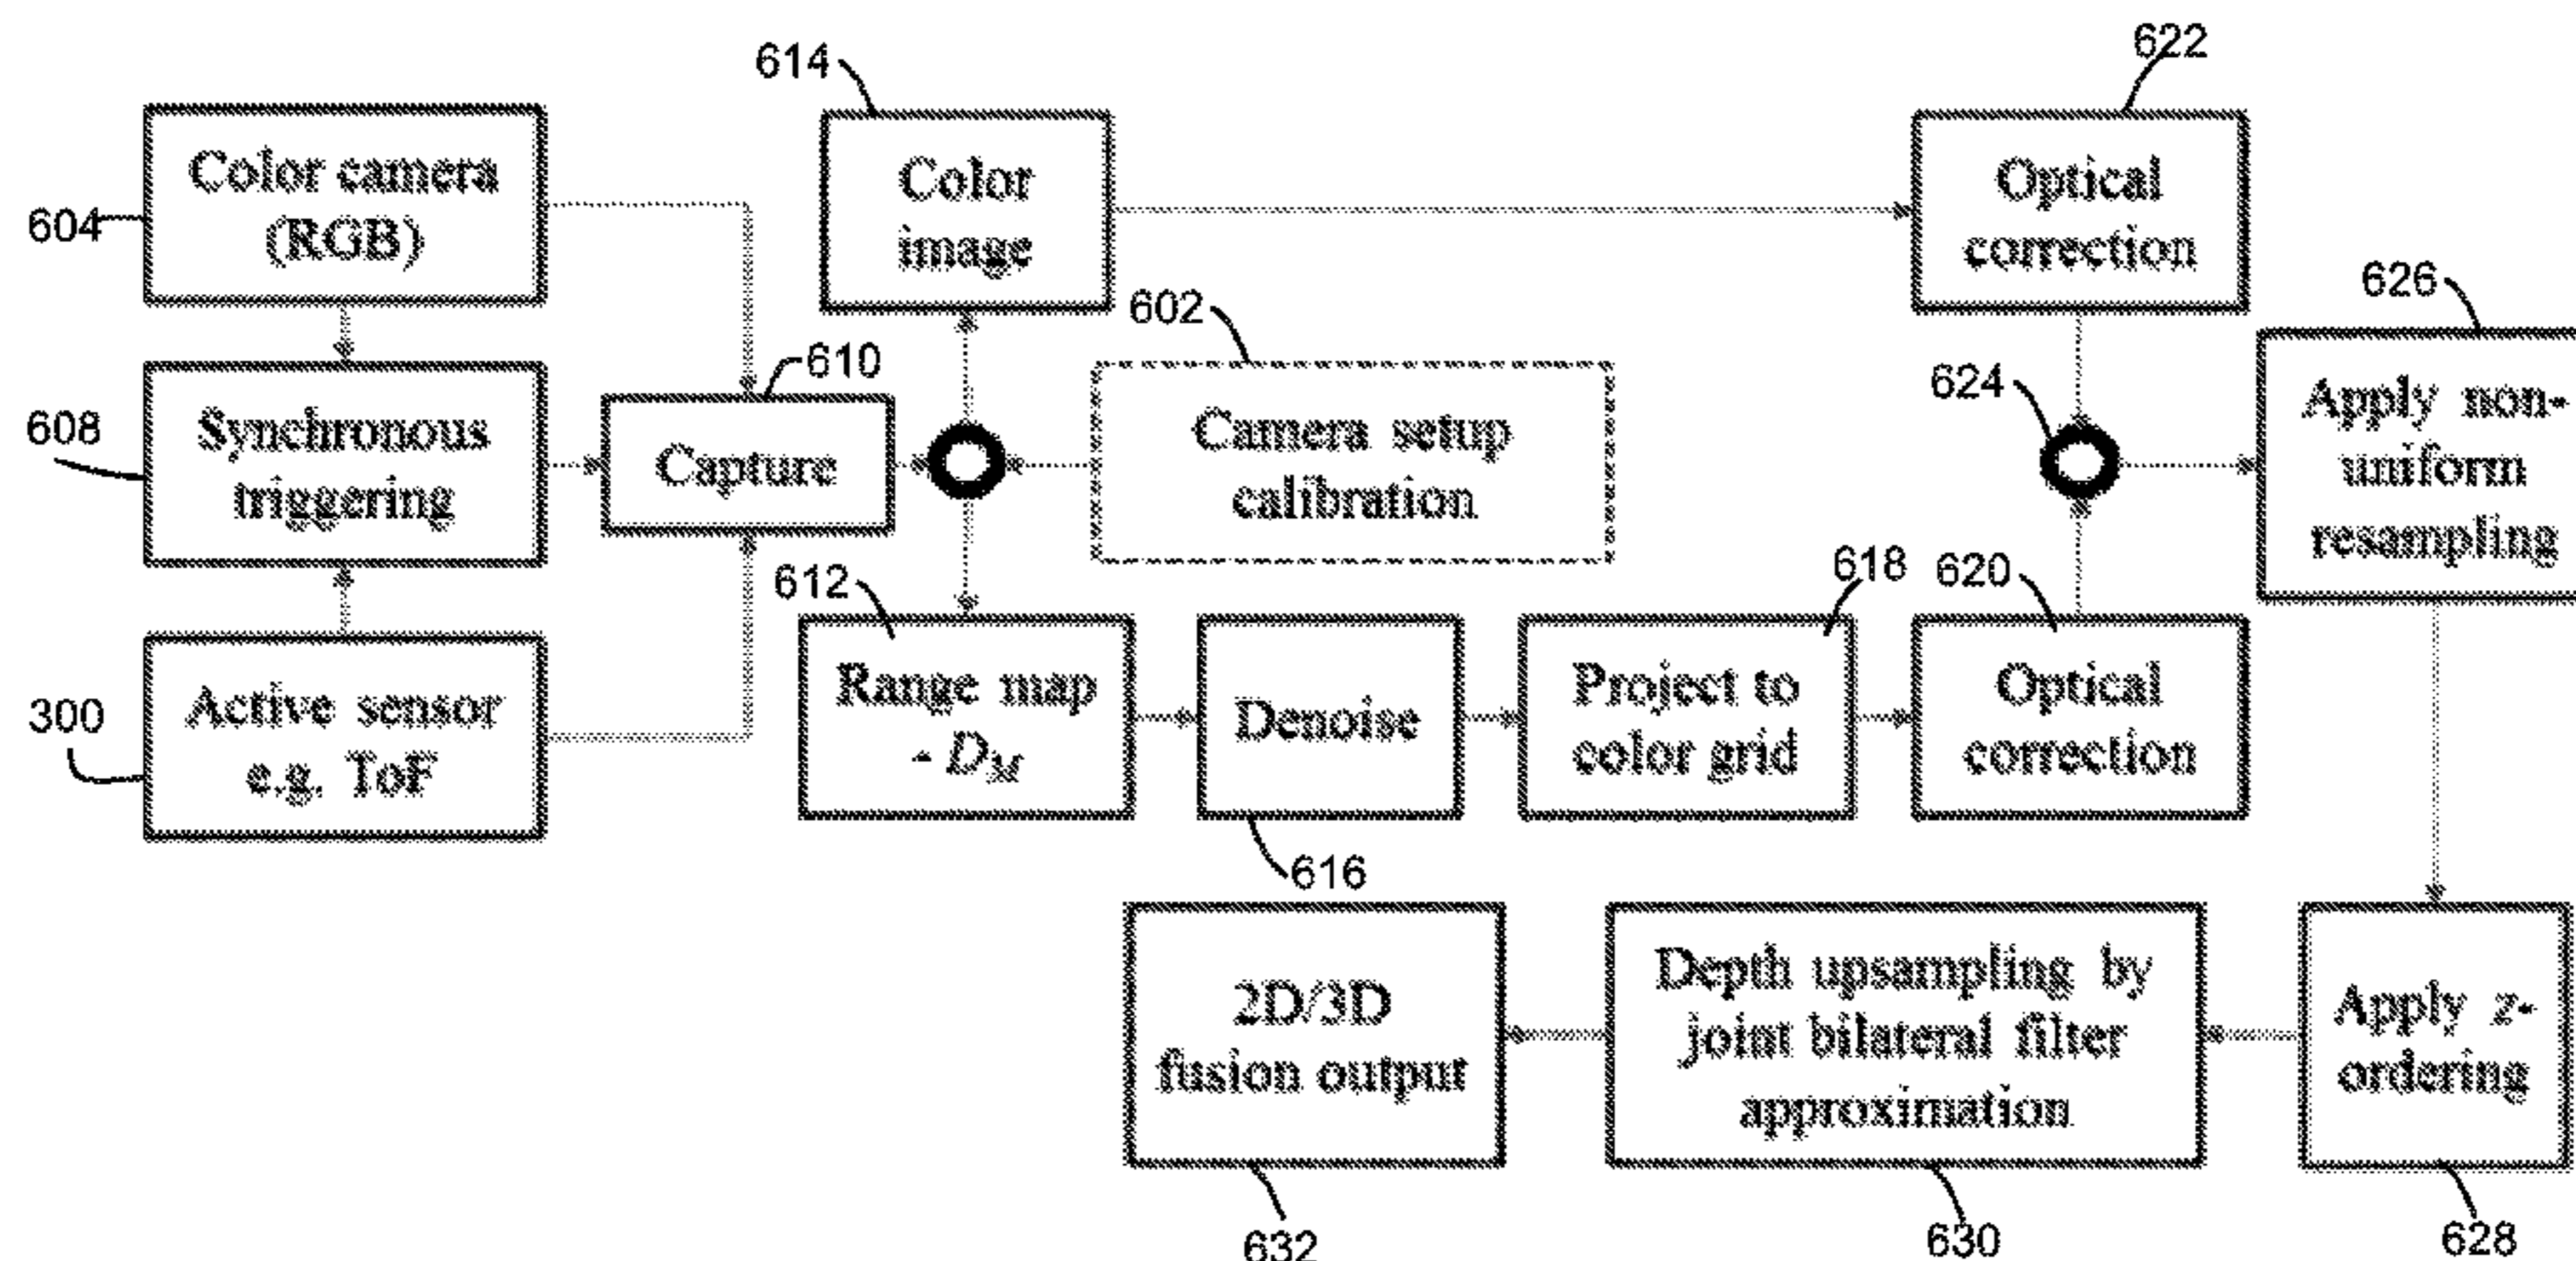 622
614
Color camera
(RGB)
604
Color
image
Optical
correction
602
626
610
624
608
Synchronous
triggering
Capture
Camera setup
calibration
Apply non-
uniform
resampling
612
618
620
300
Active sensor
e.g. ToF
Range map
- D_M
Denoise
Project to
color grid
Optical
correction
616
2D/3D
fusion output
Depth upsampling by
joint bilateral filter
approximation
Apply z-
ordering
632
630
628